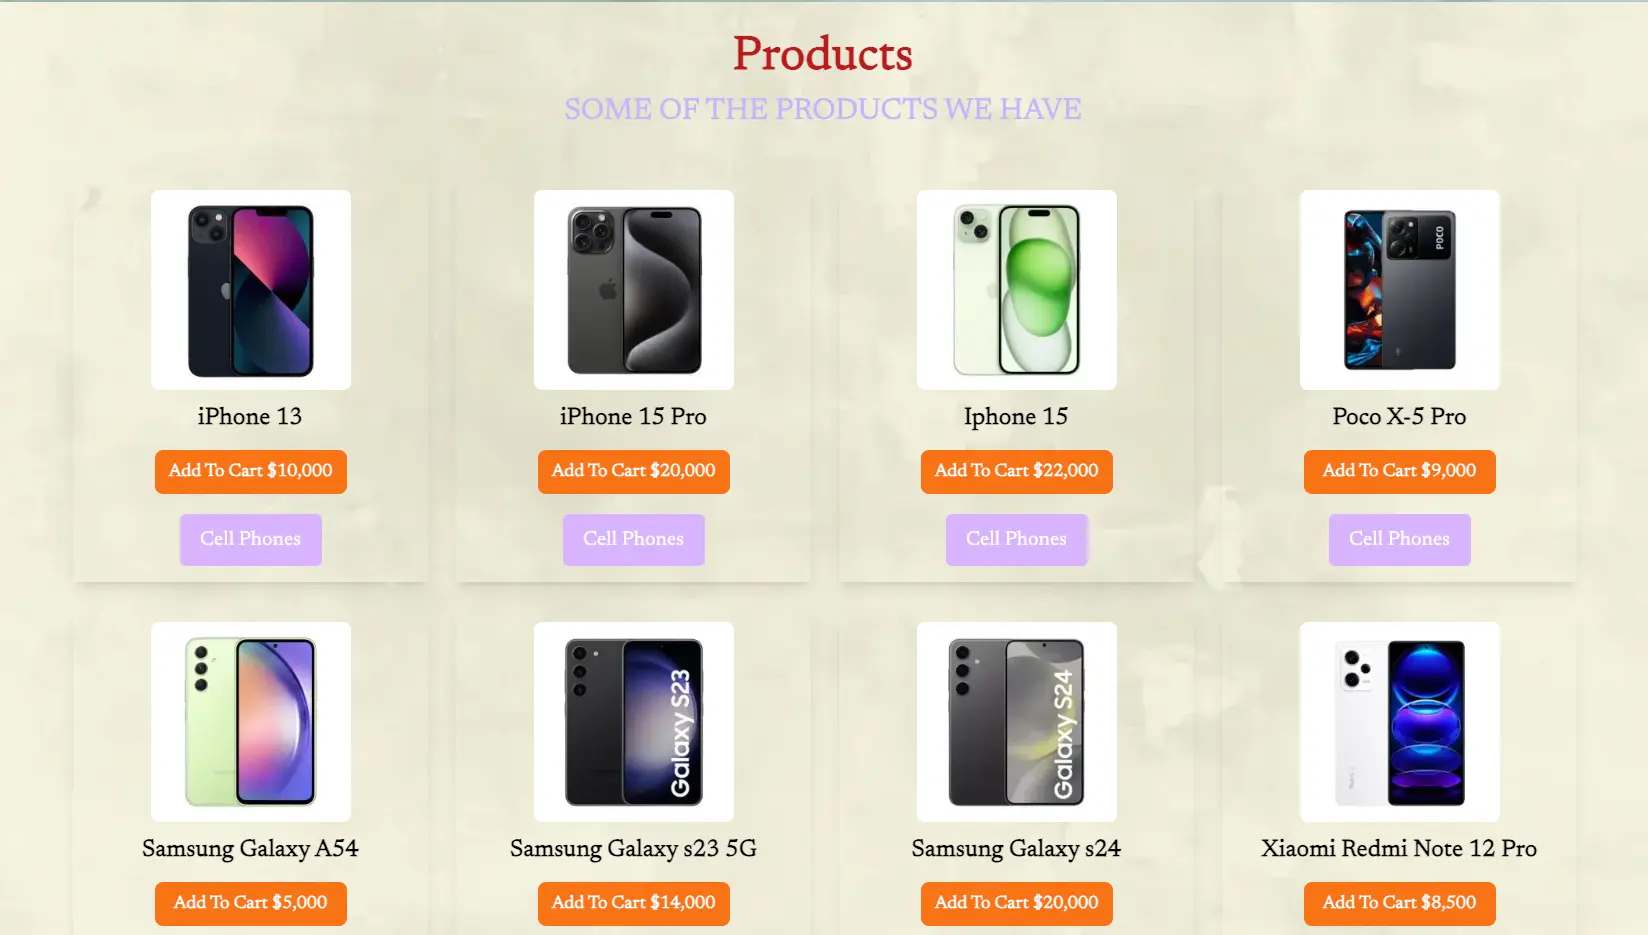 Products
SOME OF THE PRODUCTS WE HAVE
POCO
iPhone 13
iPhone 15 Pro
Iphone 15
Poco X-5 Pro
Add To Cart $10,000
Add To Cart $20,000
Add To Cart $22,000
Add To Cart $9,000
Cell Phones
Cell Phones
Cell Phones
Cell Phones
Galaxy S23
Galaxy S24
Samsung Galaxy A54
Samsung Galaxy s23 5G
Samsung Galaxy s24
Xiaomi Redmi Note 12 Pro
Add To Cart $5,000
Add To Cart $14,000
Add To Cart $20,000
Add To Cart $8,500